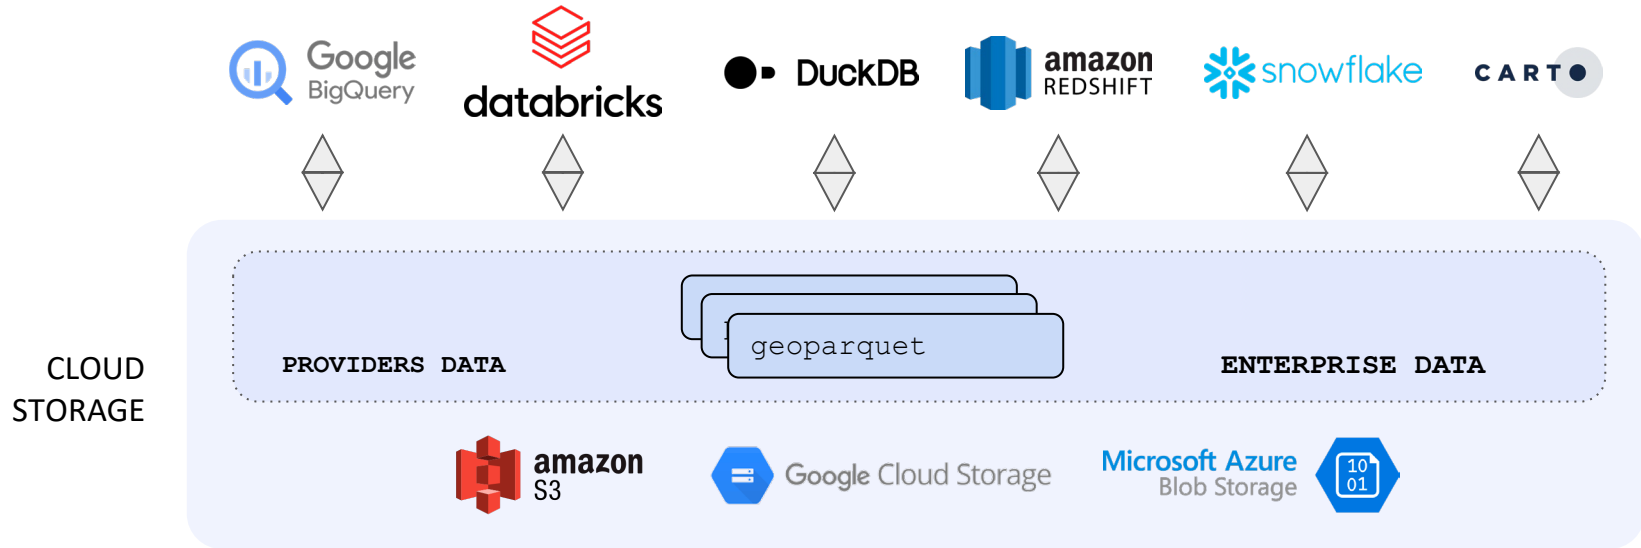 Google
BigQuery
databricks
DuckDB
amazon
REDSHIFT
snowflake
CARTO
CLOUD
STORAGE
PROVIDERS DATA
geoparquet
ENTERPRISE DATA
amazon
S3
Google Cloud Storage
Microsoft Azure
Blob Storage
10
01